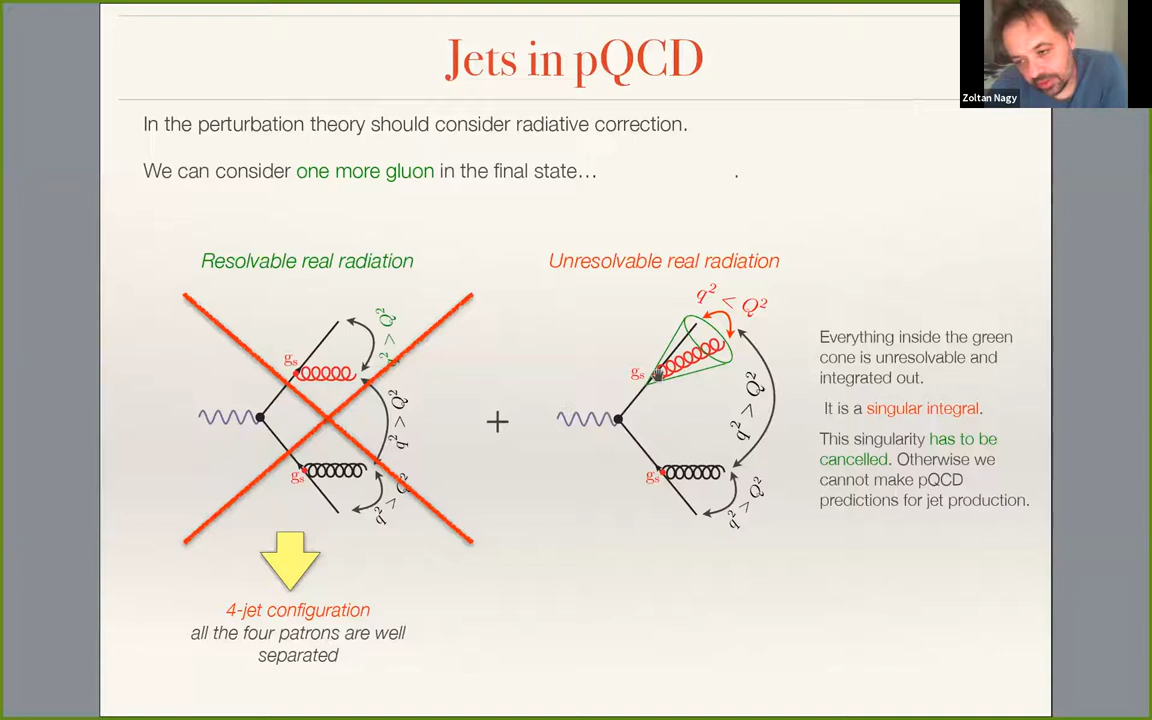 Jets in pQCD
Zoltan Nagy
In the perturbation theory should consider radiative correction.
We can consider one more gluon in the final state... .
Resolvable real radiation
Unresolvable real radiation
q² < Q²
q² > Q²
gs
gs
q² > Q²
q² > Q²
+
q² > Q²
gs
gs
q² > Q²
q² > Q²
Everything inside the green
cone is unresolvable and
integrated out.
It is a singular integral.
This singularity has to be
cancelled. Otherwise we
cannot make pQCD
predictions for jet production.
4-jet configuration
all the four patrons are well
separated